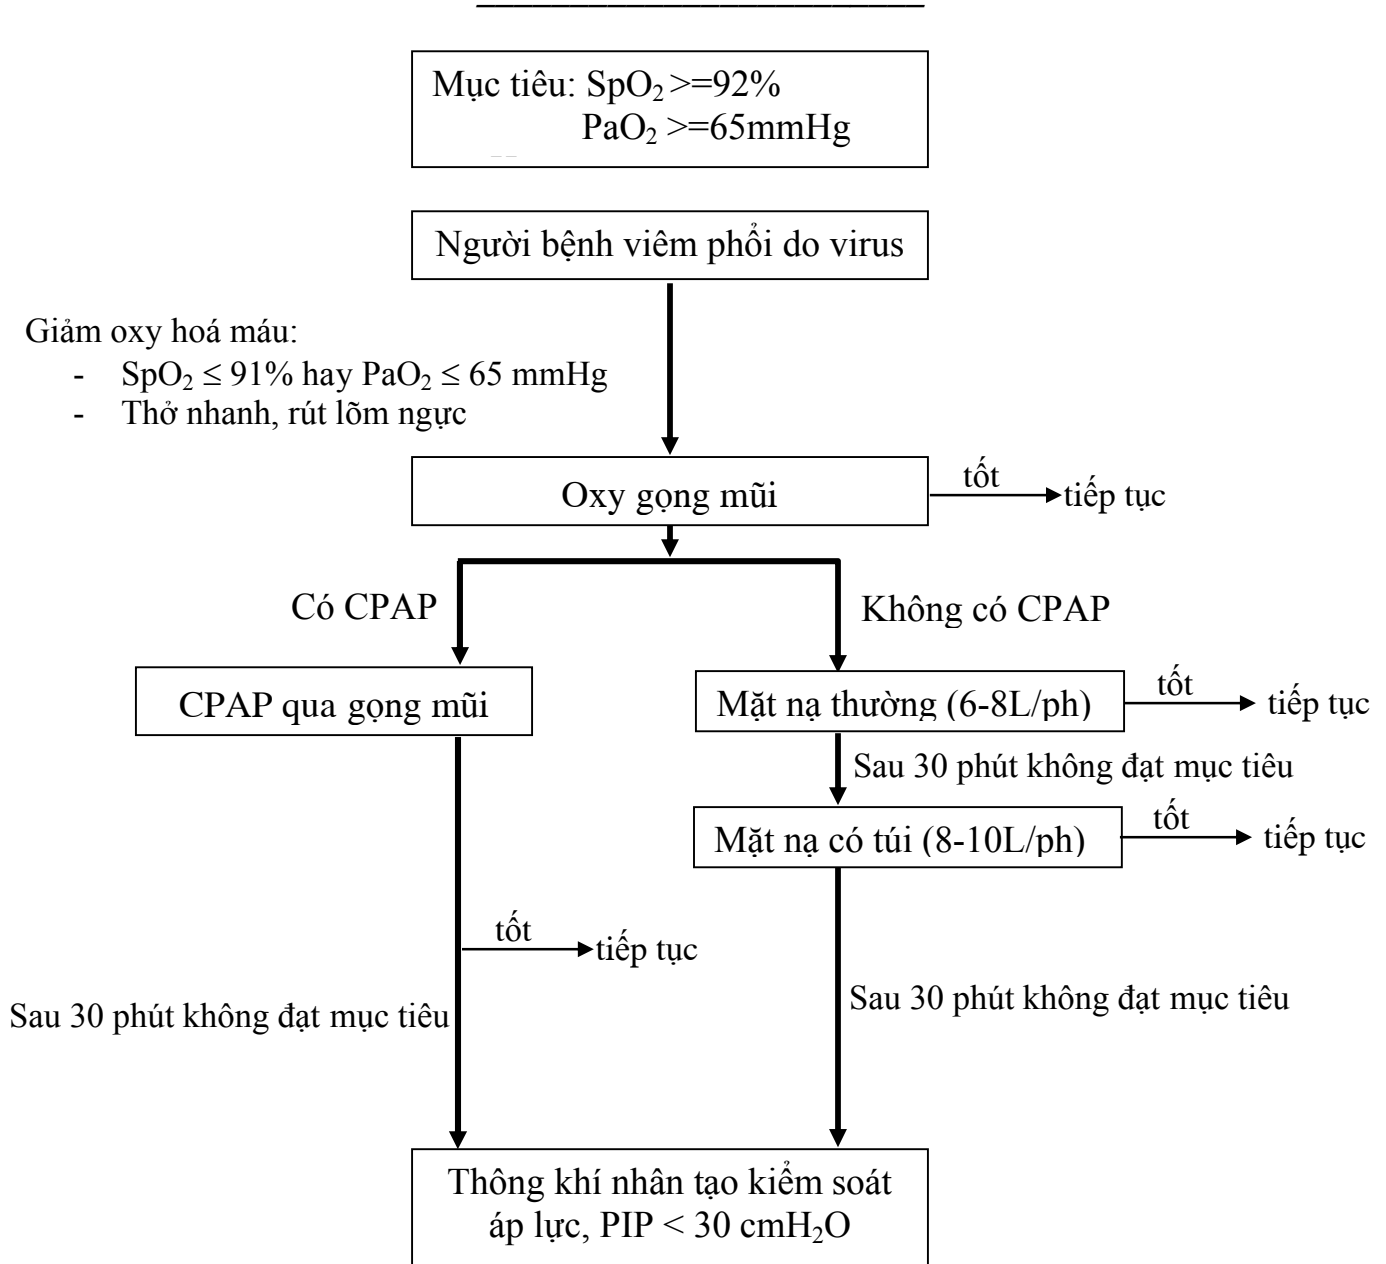 Mục tiêu: SpO₂ >=92%
PaO₂ >=65mmHg
Người bệnh viêm phổi do virus
Giảm oxy hoá máu:
- SpO₂ ≤ 91% hay PaO₂ ≤ 65 mmHg
- Thở nhanh, rút lõm ngực
Oxy gọng mũi
tốt
tiếp tục
Có CPAP
Không có CPAP
CPAP qua gọng mũi
Mặt nạ thường (6-8L/ph)
tốt
tiếp tục
Sau 30 phút không đạt mục tiêu
Mặt nạ có túi (8-10L/ph)
tốt
tiếp tục
tốt
tiếp tục
Sau 30 phút không đạt mục tiêu
Sau 30 phút không đạt mục tiêu
Thông khí nhân tạo kiểm soát
áp lực, PIP < 30 cmH₂O